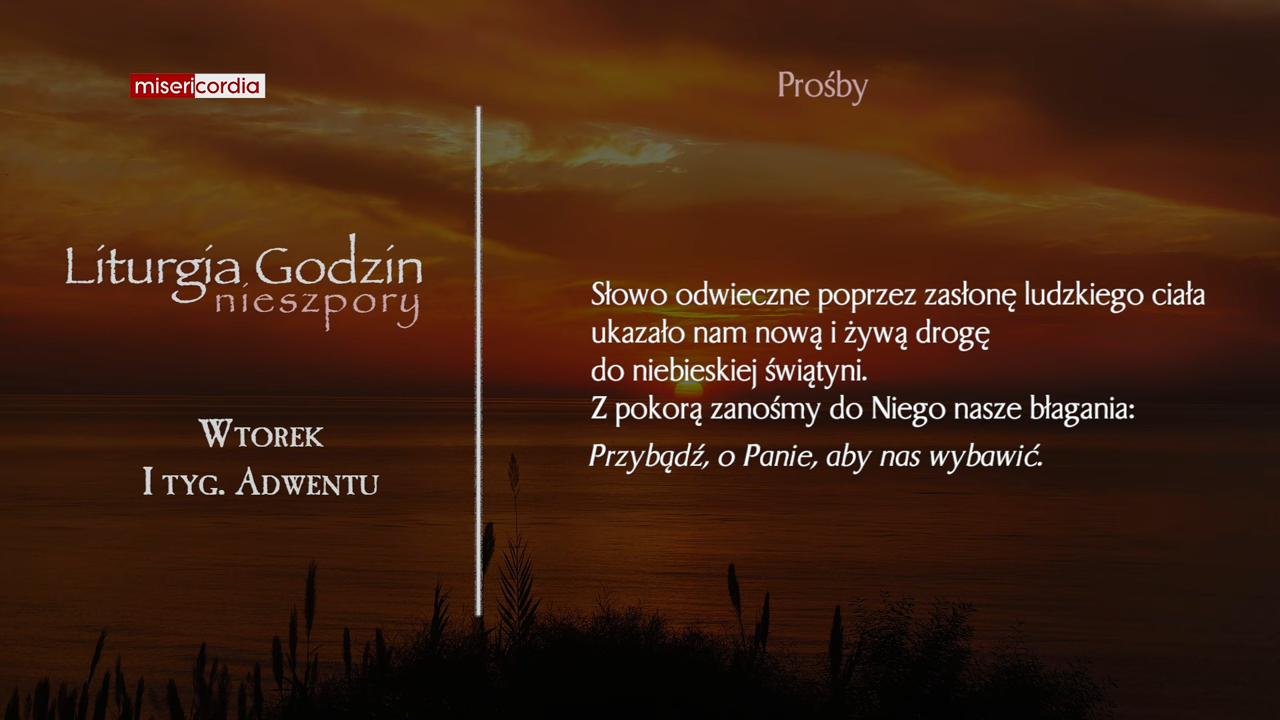 misericordia
Prośby
Liturgia Godzin
nieszpory
Wtorek
I tyg. Adwentu
Słowo odwieczne poprzez zasłonę ludzkiego ciała
ukazało nam nową i żywą drogę
do niebieskiej świątyni.
Z pokorą zanośmy do Niego nasze błagania:
Przybądź, o Panie, aby nas wybawić.